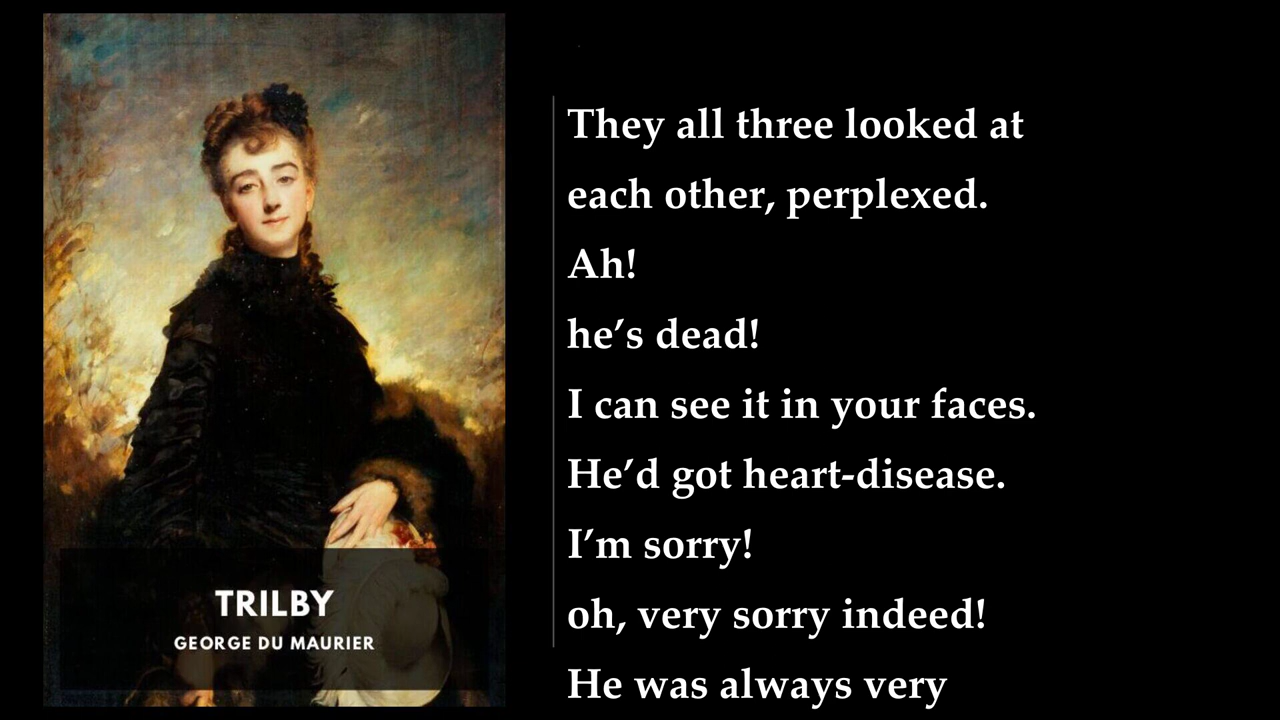 TRILBY
GEORGE DU MAURIER
They all three looked at
each other, perplexed.
Ah!
he’s dead!
I can see it in your faces.
He’d got heart-disease.
I’m sorry!
oh, very sorry indeed!
He was always very